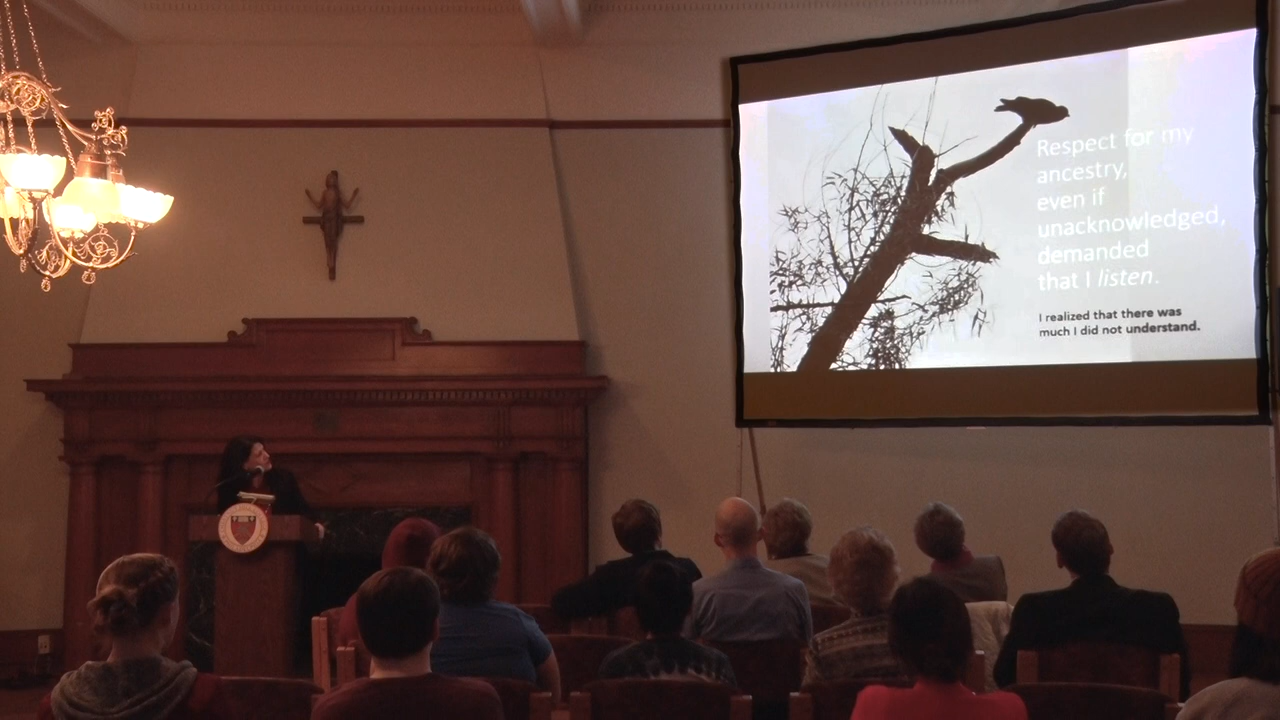 Respect for my
ancestry,
even if
unacknowledged,
demanded
that I listen.
I realized that there was
much I did not understand.